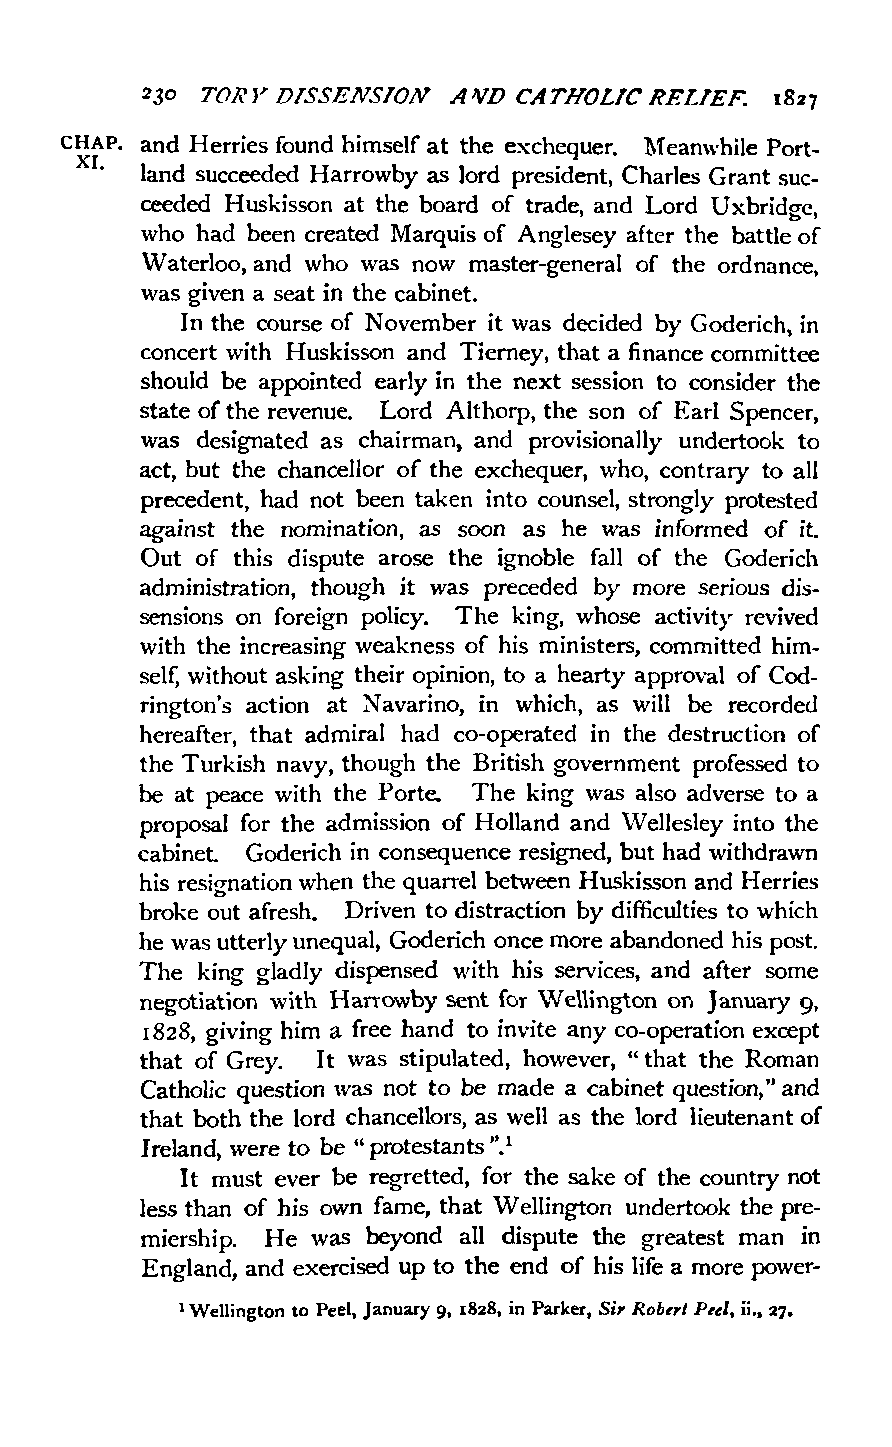 230 TORY DISSENSION AND CATHOLIC RELIEF. 1827
CHAP. XI.
and Herries found himself at the exchequer. Meanwhile Port-
land succeeded Harrowby as lord president, Charles Grant suc-
ceeded Huskisson at the board of trade, and Lord Uxbridge,
who had been created Marquis of Anglesey after the battle of
Waterloo, and who was now master-general of the ordnance,
was given a seat in the cabinet.
In the course of November it was decided by Goderich, in
concert with Huskisson and Tierney, that a finance committee
should be appointed early in the next session to consider the
state of the revenue. Lord Althorp, the son of Earl Spencer,
was designated as chairman, and provisionally undertook to
act, but the chancellor of the exchequer, who, contrary to all
precedent, had not been taken into counsel, strongly protested
against the nomination, as soon as he was informed of it.
Out of this dispute arose the ignoble fall of the Goderich
administration, though it was preceded by more serious dis-
sensions on foreign policy. The king, whose activity revived
with the increasing weakness of his ministers, committed him-
self, without asking their opinion, to a hearty approval of Cod-
rington's action at Navarino, in which, as will be recorded
hereafter, that admiral had co-operated in the destruction of
the Turkish navy, though the British government professed to
be at peace with the Porte. The king was also adverse to a
proposal for the admission of Holland and Wellesley into the
cabinet. Goderich in consequence resigned, but had withdrawn
his resignation when the quarrel between Huskisson and Herries
broke out afresh. Driven to distraction by difficulties to which
he was utterly unequal, Goderich once more abandoned his post.
The king gladly dispensed with his services, and after some
negotiation with Harrowby sent for Wellington on January 9,
1828, giving him a free hand to invite any co-operation except
that of Grey. It was stipulated, however, "that the Roman
Catholic question was not to be made a cabinet question," and
that both the lord chancellors, as well as the lord lieutenant of
Ireland, were to be "protestants".¹
It must ever be regretted, for the sake of the country not
less than of his own fame, that Wellington undertook the pre-
miership. He was beyond all dispute the greatest man in
England, and exercised up to the end of his life a more power-
¹ Wellington to Peel, January 9, 1828, in Parker, Sir Robert Peel, ii., 27.